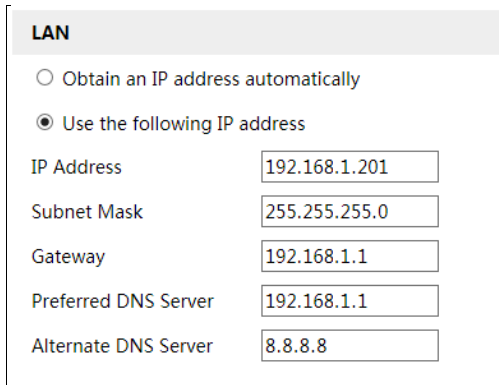 LAN
Obtain an IP address automatically
Use the following IP address
IP Address 192.168.1.201
Subnet Mask 255.255.255.0
Gateway 192.168.1.1
Preferred DNS Server 192.168.1.1
Alternate DNS Server 8.8.8.8